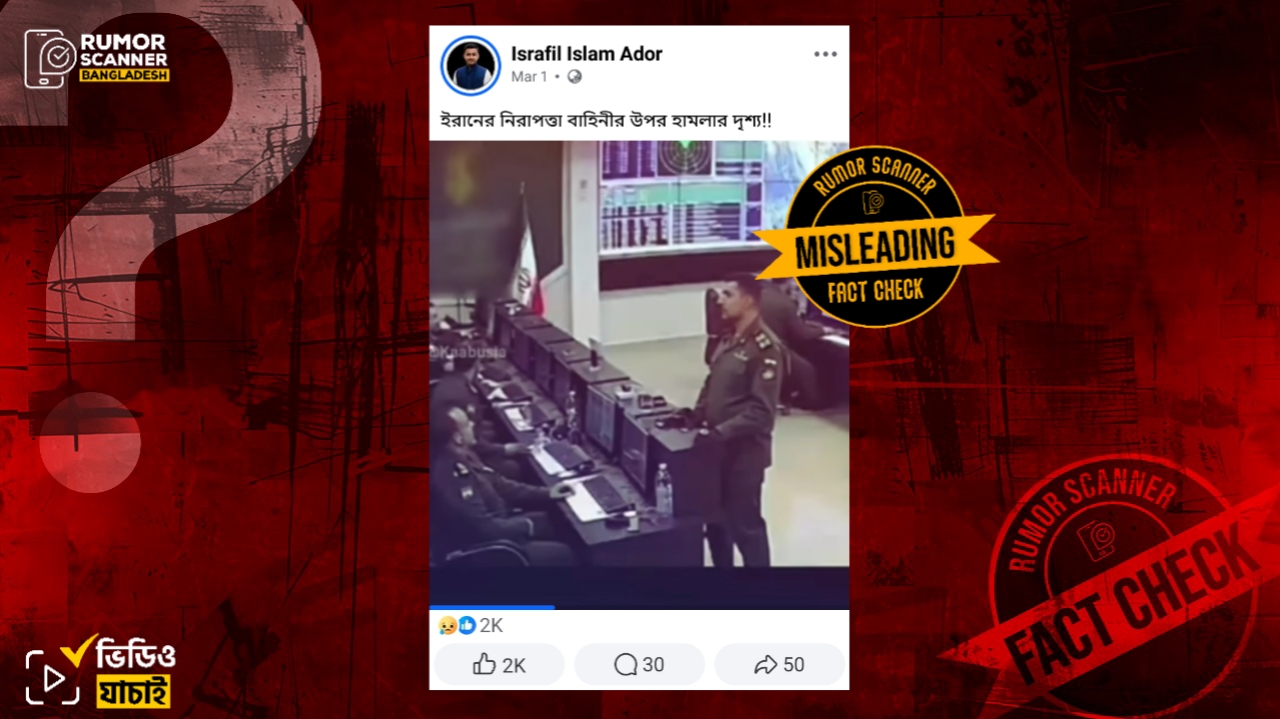 RUMOR
SCANNER
BANGLADESH
Israfil Islam Ador
Mar 1 •
ইরানের নিরাপত্তা বাহিনীর উপর হামলার দৃশ্য!!
@Kaabusia
RUMOR SCANNER
MISLEADING
FACT CHECK
2K
2K
30
50
RUMOR SCANNER
FACT CHECK
ভিডিও
যাচাই